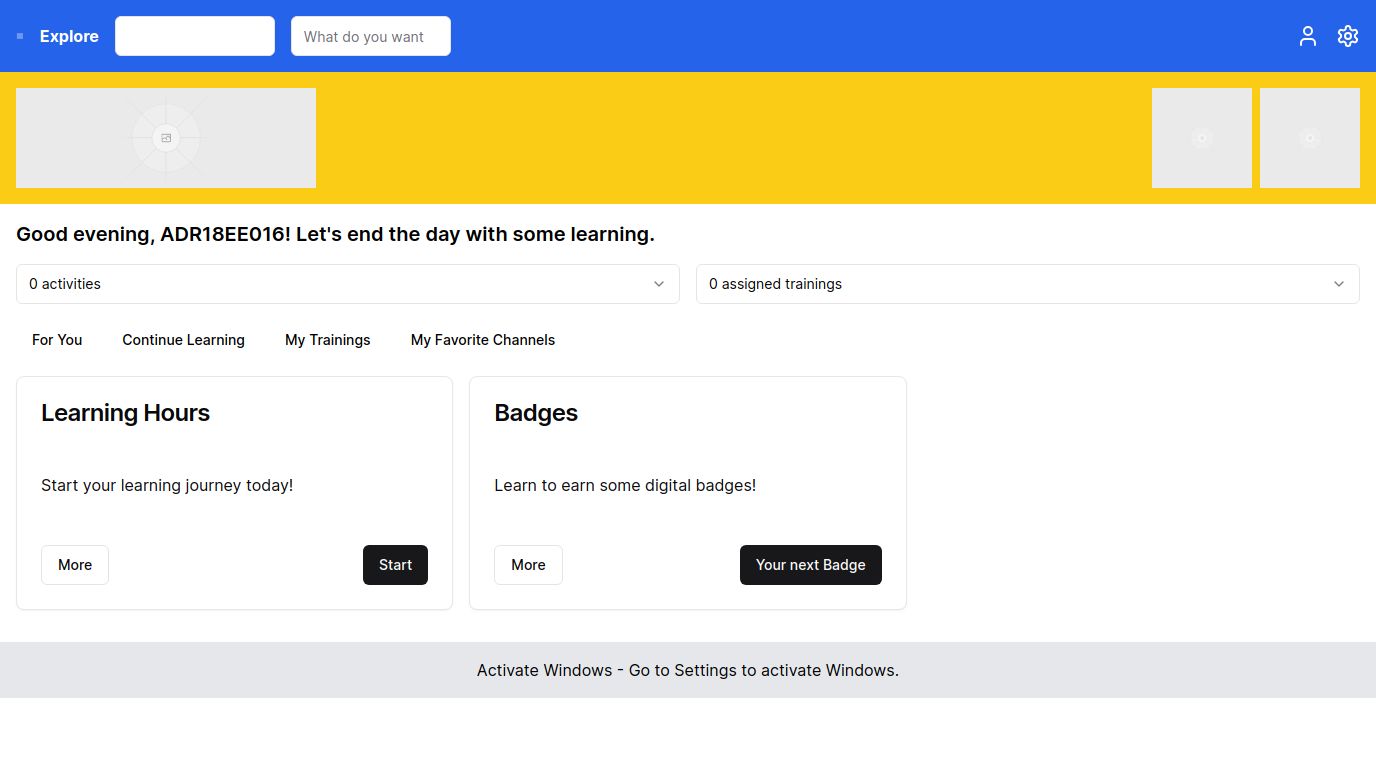 Explore
What do you want
Good evening, ADR18EE016! Let's end the day with some learning.
0 activities
0 assigned trainings
For You
Continue Learning
My Trainings
My Favorite Channels
Learning Hours
Start your learning journey today!
More
Start
Badges
Learn to earn some digital badges!
More
Your next Badge
Activate Windows - Go to Settings to activate Windows.